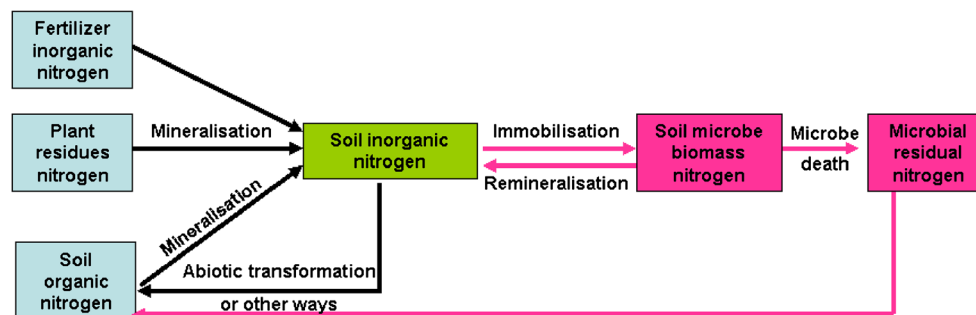 Fertilizer
inorganic
nitrogen
Plant
residues
nitrogen
Mineralisation
Soil inorganic
nitrogen
Immobilisation
Remineralisation
Soil microbe
biomass
nitrogen
Microbe
death
Microbial
residual
nitrogen
Mineralisation
Soil
organic
nitrogen
Abiotic transformation
or other ways